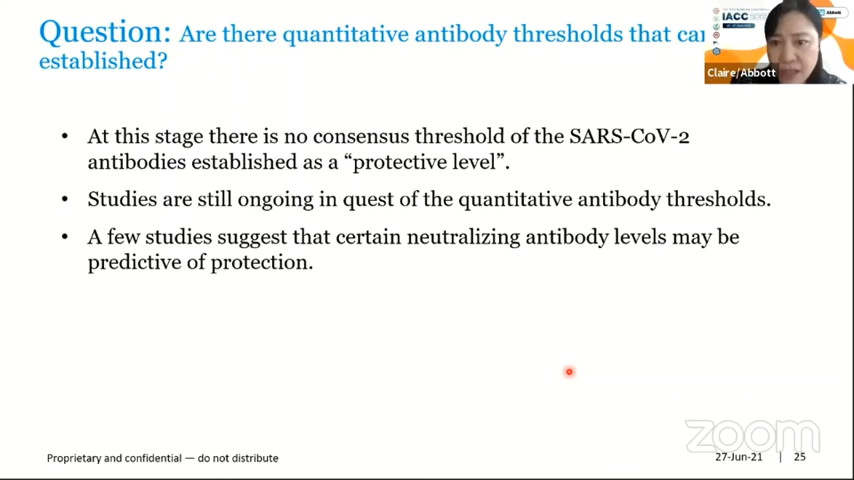 Question: Are there quantitative antibody thresholds that can
established?
• At this stage there is no consensus threshold of the SARS-CoV-2
antibodies established as a “protective level”.
• Studies are still ongoing in quest of the quantitative antibody thresholds.
• A few studies suggest that certain neutralizing antibody levels may be
predictive of protection.
IACC
Abbott
Claire/Abbott
zoom
Proprietary and confidential — do not distribute
27-Jun-21 | 25